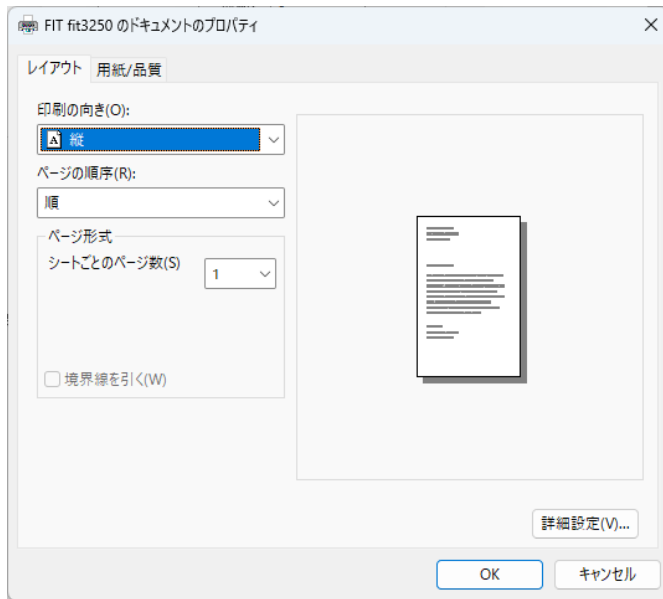 FIT fit3250 のドキュメントのプロパティ
レイアウト 用紙/品質
印刷の向き(O):
A 縦
ページの順序(R):
順
ページ形式
シートごとのページ数(S) 1
境界線を引く(W)
詳細設定(V)...
OK キャンセル